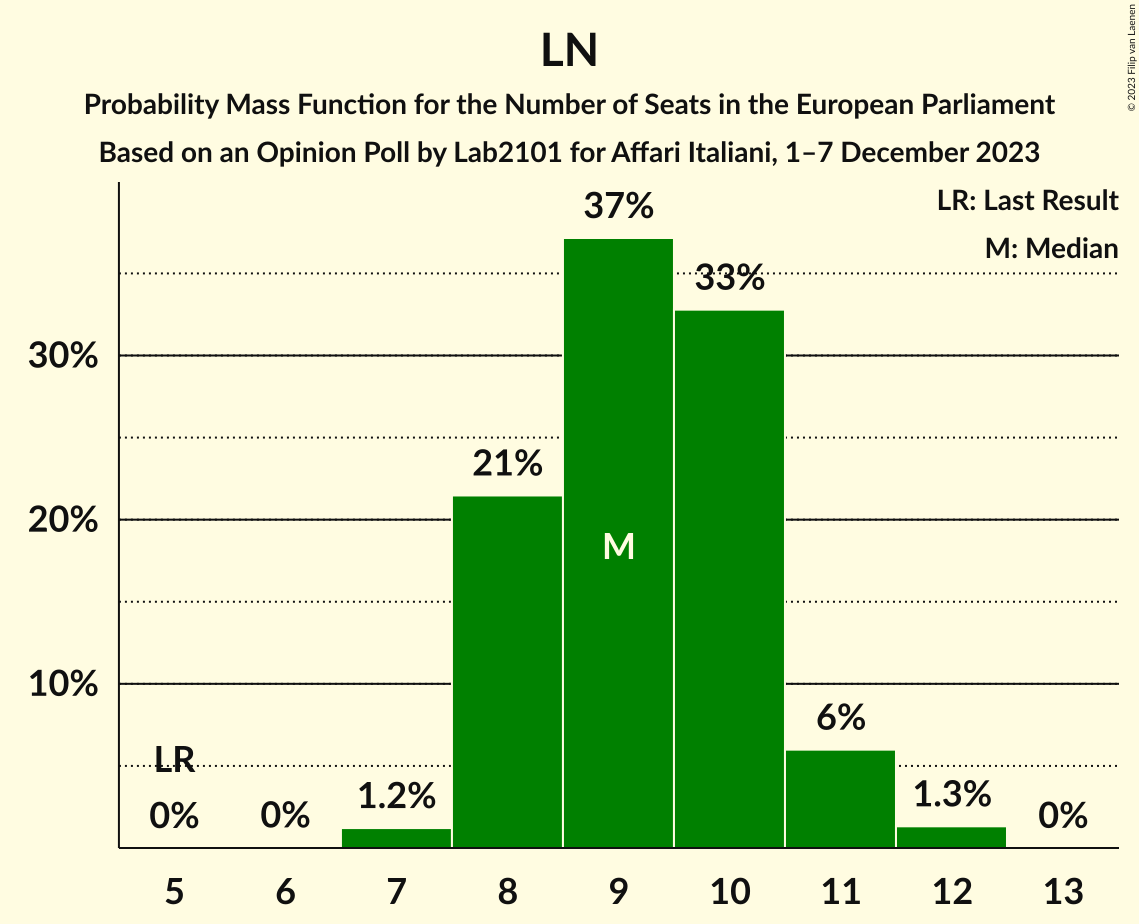 LN
Probability Mass Function for the Number of Seats in the European Parliament
Based on an Opinion Poll by Lab2101 for Affari Italiani, 1–7 December 2023
© 2023 Filip van Laenen
LR: Last Result
M: Median
37%
33%
30%
21%
20%
M
10%
6%
LR
1.2%
1.3%
0%
0%
0%
5 6 7 8 9 10 11 12 13